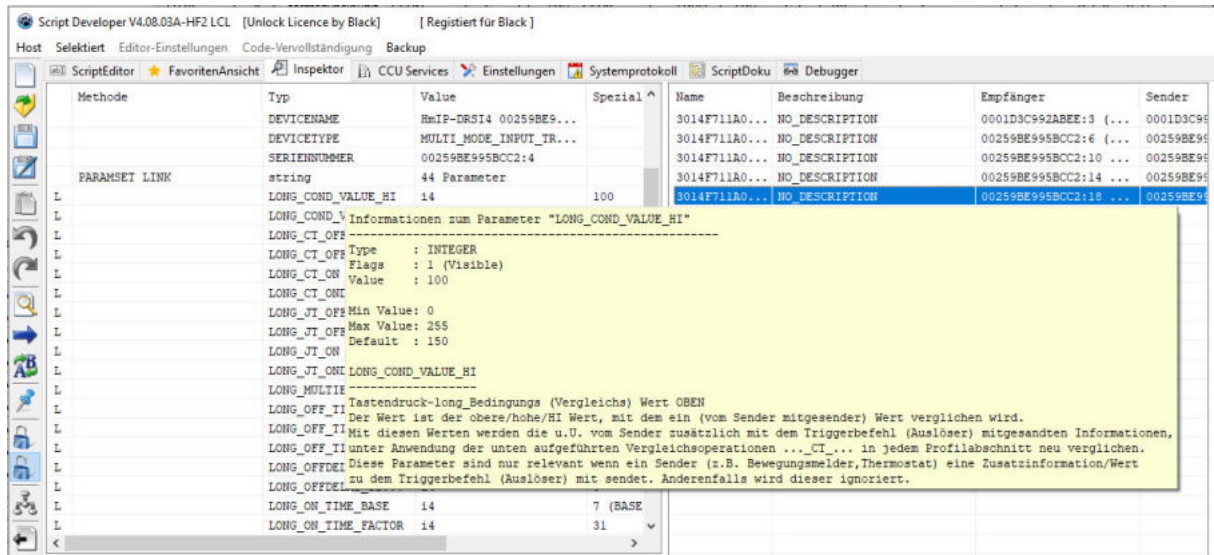 Script Developer V4.08.03A-HF2 LCL [Unlock Licence by Black] [ Registiert für Black ]
Host Selektiert Editor-Einstellungen Code-Vervollständigung Backup
ScriptEditor FavoritenAnsicht Inspektor CCU Services Einstellungen Systemprotokoll ScriptDoku Debugger
Methode Typ Value Spezial Name Beschreibung Empfänger Sender
DEVICENAME HmIP-DRSI4 00259BE9... 3014F711A0... NO_DESCRIPTION 0001D3C992ABEE:3 (... 0001D3C99
DEVICETYPE MULTI_MODE_INPUT_TR... 3014F711A0... NO_DESCRIPTION 00259BE995BCC2:6 (... 00259BE99
SERIENNUMMER 00259BE995BCC2:4 3014F711A0... NO_DESCRIPTION 00259BE995BCC2:10 ... 00259BE99
PARAMSET LINK string 44 Parameter 3014F711A0... NO_DESCRIPTION 00259BE995BCC2:14 ... 00259BE99
L LONG_COND_VALUE_HI i4 100 3014F711A0... NO_DESCRIPTION 00259BE995BCC2:18 ... 00259BE99
L LONG_COND_V
L LONG_CT_OFF
L LONG_CT_OFF
L LONG_CT_ON
L LONG_CT_OND
L LONG_JT_OFF
L LONG_JT_OFF
L LONG_JT_ON
L LONG_JT_OND
L LONG_MULTIE
L LONG_OFF_TI
L LONG_OFF_TI
L LONG_OFF_TI
L LONG_OFFDEL
L LONG_OFFDEL
L LONG_ON_TIME_BASE i4 7 (BASE
L LONG_ON_TIME_FACTOR i4 31
Informationen zum Parameter "LONG_COND_VALUE_HI"
----------------------------------------------------
Type : INTEGER
Flags : 1 (Visible)
Value : 100
Min Value: 0
Max Value: 255
Default : 150
LONG_COND_VALUE_HI
------------------
Tastendruck-long_Bedingungs (Vergleichs) Wert OBEN
Der Wert ist der obere/hohe/HI Wert, mit dem ein (vom Sender mitgesender) Wert verglichen wird.
Mit diesen Werten werden die u.U. vom Sender zusätzlich mit dem Triggerbefehl (Auslöser) mitgesandten Informationen,
unter Anwendung der unten aufgeführten Vergleichsoperationen ..._CT_... in jedem Profilabschnitt neu verglichen.
Diese Parameter sind nur relevant wenn ein Sender (z.B. Bewegungsmelder,Thermostat) eine Zusatzinformation/Wert
zu dem Triggerbefehl (Auslöser) mit sendet. Anderenfalls wird dieser ignoriert.